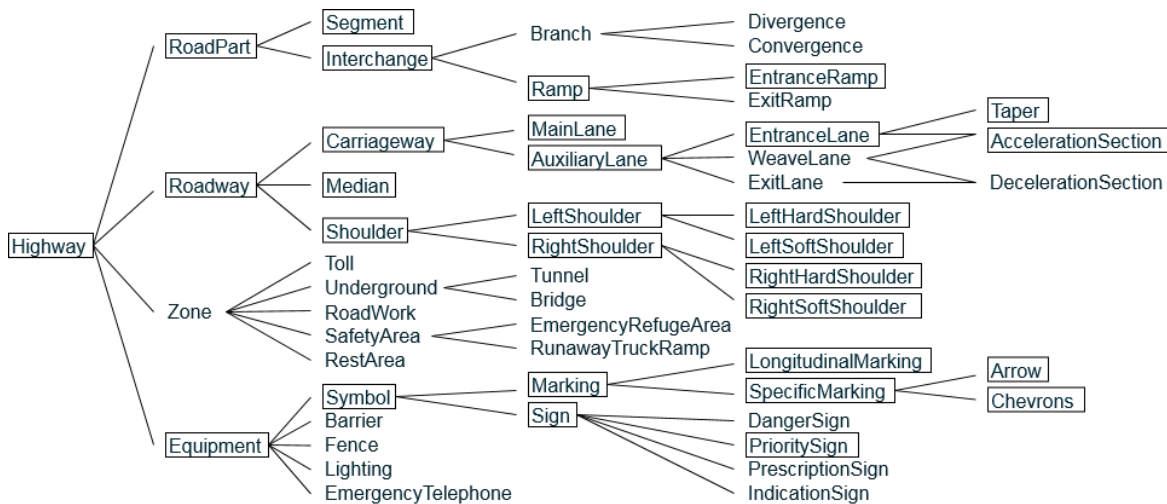 Highway
RoadPart
Roadway
Zone
Equipment
Segment
Interchange
Carriageway
Median
Shoulder
Toll
Underground
RoadWork
SafetyArea
RestArea
Symbol
Barrier
Fence
Lighting
EmergencyTelephone
Branch
Ramp
MainLane
AuxiliaryLane
LeftShoulder
RightShoulder
Tunnel
Bridge
EmergencyRefugeArea
RunawayTruckRamp
Marking
Sign
Divergence
Convergence
EntranceRamp
ExitRamp
EntranceLane
WeaveLane
ExitLane
LeftHardShoulder
LeftSoftShoulder
RightHardShoulder
RightSoftShoulder
LongitudinalMarking
SpecificMarking
DangerSign
PrioritySign
PrescriptionSign
IndicationSign
Taper
AccelerationSection
DecelerationSection
Arrow
Chevrons